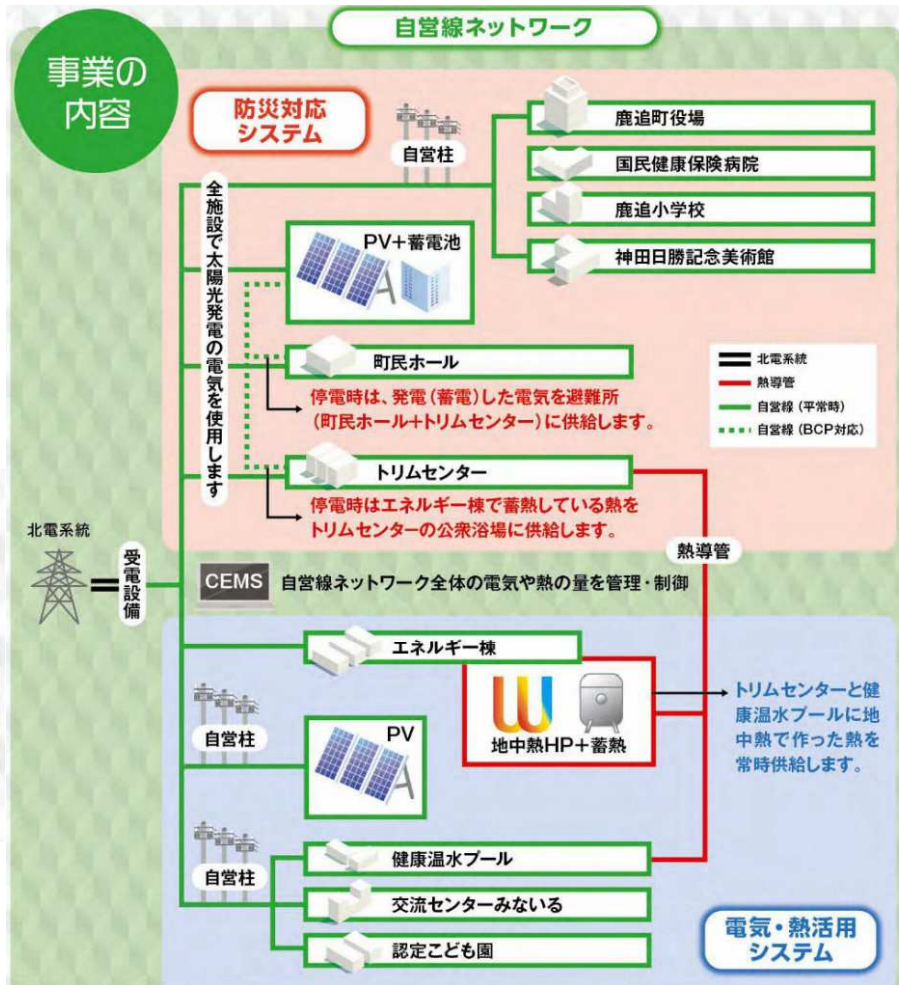 自営線ネットワーク
事業の
内容
防災対応
システム
自営柱
鹿追町役場
国民健康保険病院
鹿追小学校
神田日勝記念美術館
全施設で太陽光発電の電気を使用します
PV+蓄電池
町民ホール
停電時は、発電(蓄電)した電気を避難所
(町民ホール+トリムセンター)に供給します。
北電系統
熱導管
自営線(平常時)
自営線(BCP対応)
トリムセンター
停電時はエネルギー棟で蓄熱している熱を
トリムセンターの公衆浴場に供給します。
熱導管
北電系統
受電設備
CEMS
自営線ネットワーク全体の電気や熱の量を管理・制御
エネルギー棟
地中熱HP+蓄熱
トリムセンターと健
康温水プールに地
中熱で作った熱を
常時供給します。
自営柱
PV
自営柱
健康温水プール
交流センターみないる
認定こども園
電気・熱活用
システム